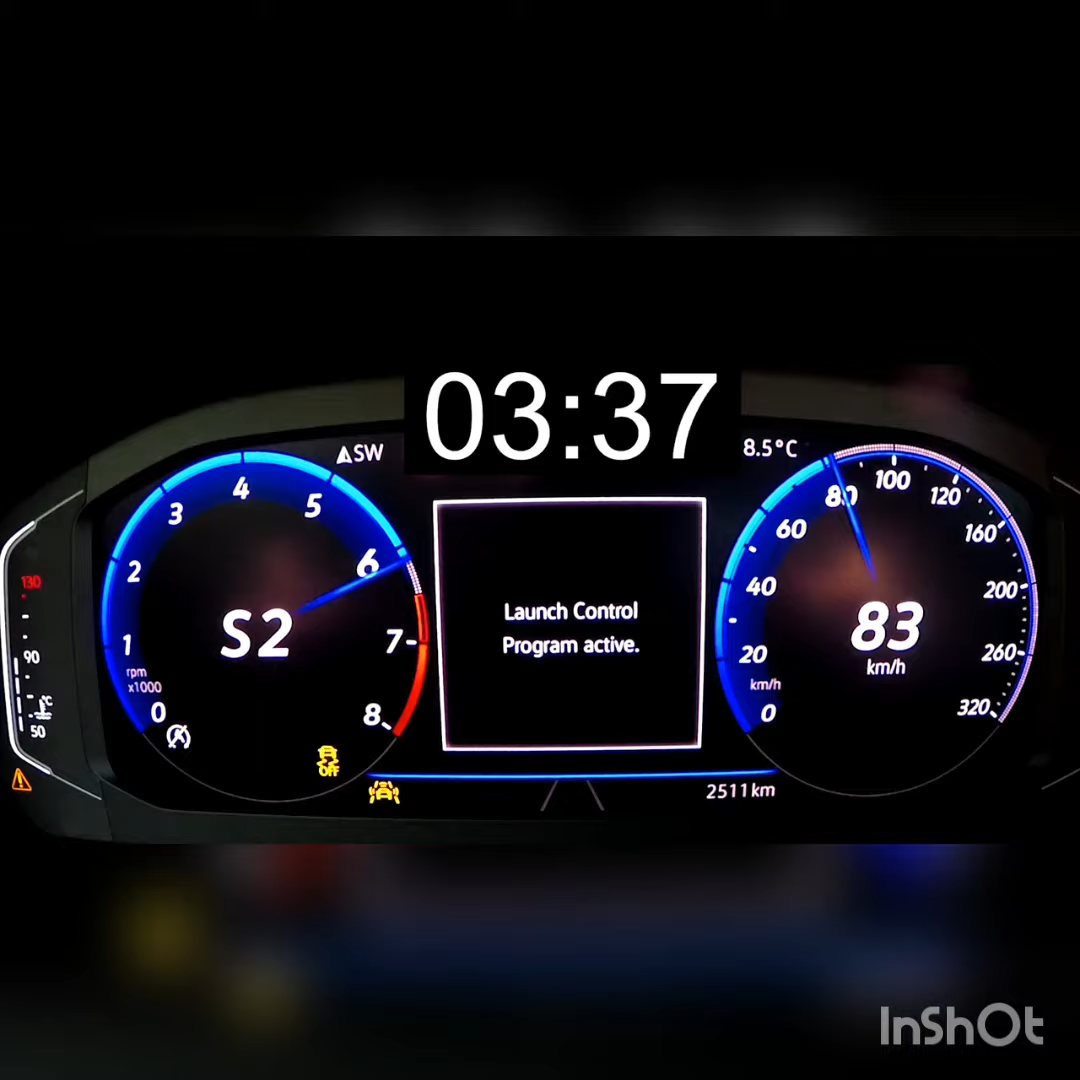 03:37
SW
8.5°C
0
1
2
3
4
5
6
7
8
rpm
x1000
S2
130
90
°C
50
OFF
Launch Control
Program active.
0
20
40
60
80
100
120
160
200
260
320
km/h
83
km/h
2511km
InShOt